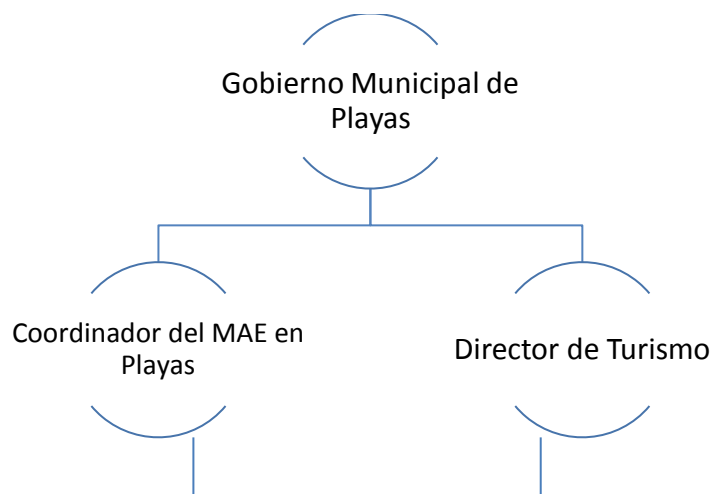 Gobierno Municipal de
Playas
Coordinador del MAE en
Playas
Director de Turismo